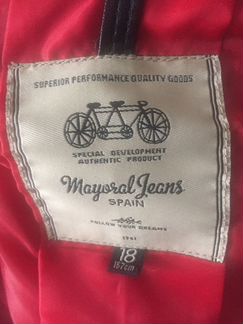 SUPERIOR PERFORMANCE QUALITY GOODS
SPECIAL DEVELOPMENT
AUTHENTIC PRODUCT
Mayoral Jeans
SPAIN
FOLLOW YOUR DREAMS
1941
18
167cm